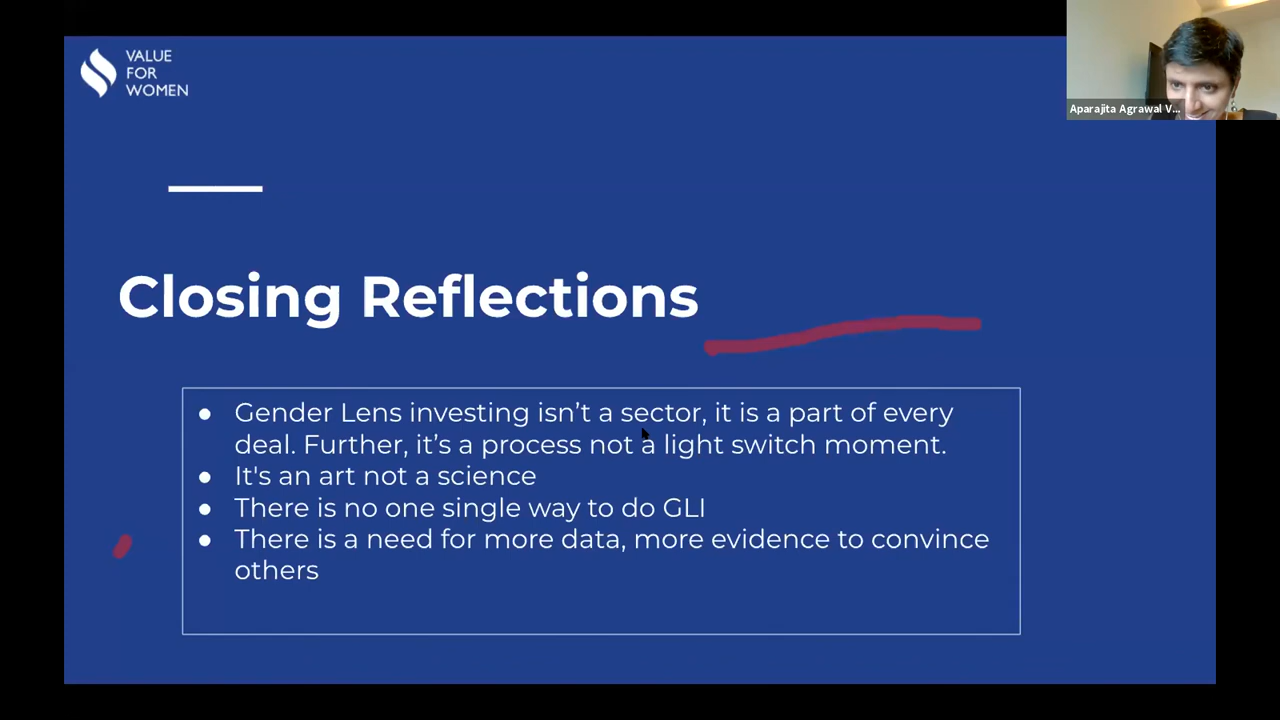 VALUE
FOR
WOMEN
Aparajita Agrawal V...
Closing Reflections
● Gender Lens investing isn’t a sector, it is a part of every
deal. Further, it’s a process not a light switch moment.
● It's an art not a science
● There is no one single way to do GLI
● There is a need for more data, more evidence to convince
others